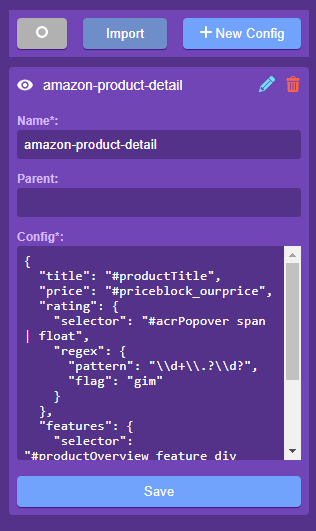 Import
New Config
amazon-product-detail
Name*:
amazon-product-detail
Parent:
Config*:
{
"title": "#productTitle",
"price": "#priceblock_ourprice",
"rating": {
"selector": "#acrPopover span
| float",
"regex": {
"pattern": "\\d+\\.?\\d?",
"flag": "gim"
}
},
"features": {
"selector":
"#productOverview_feature_div
Save